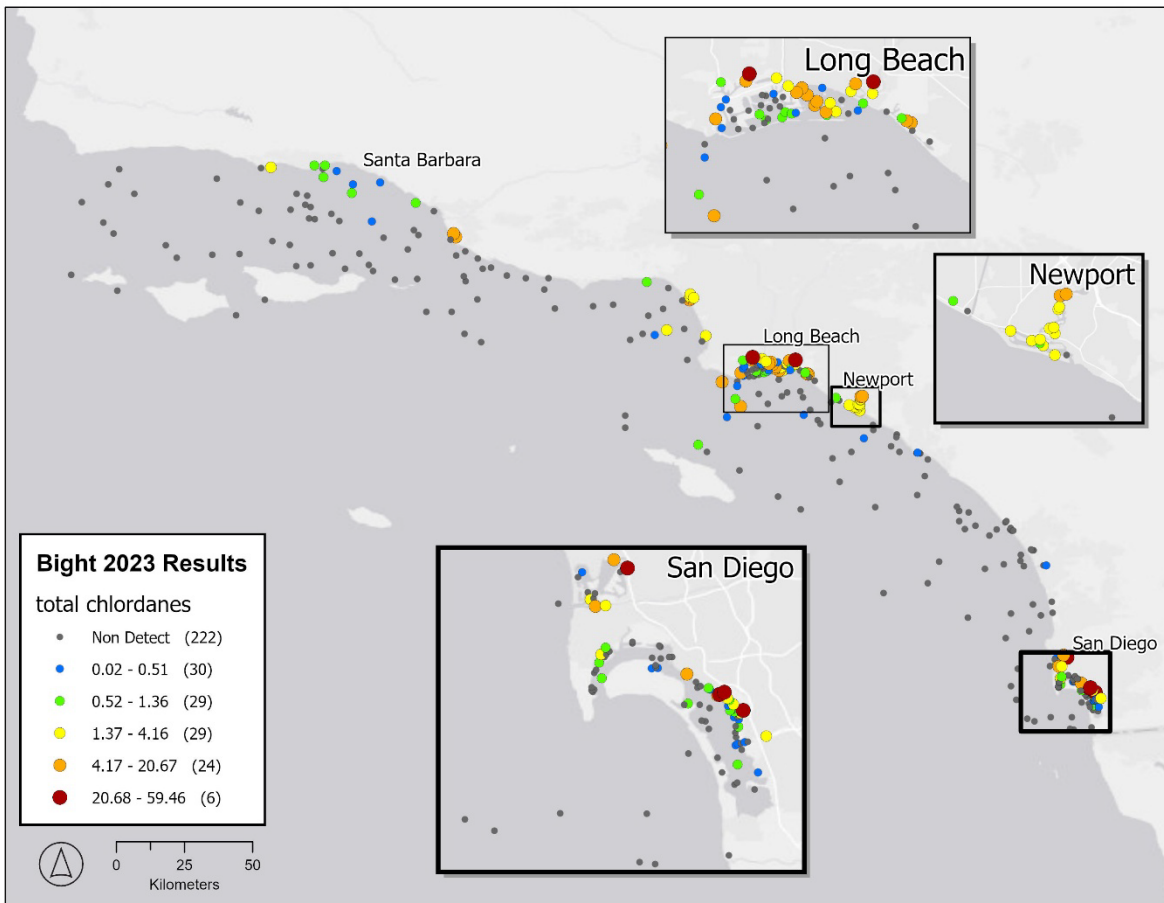 Long Beach
Santa Barbara
Newport
Long Beach
Newport
Bight 2023 Results
total chlordanes
Non Detect (222)
0.02 - 0.51 (30)
0.52 - 1.36 (29)
1.37 - 4.16 (29)
4.17 - 20.67 (24)
20.68 - 59.46 (6)
San Diego
San Diego
0 25 50
Kilometers